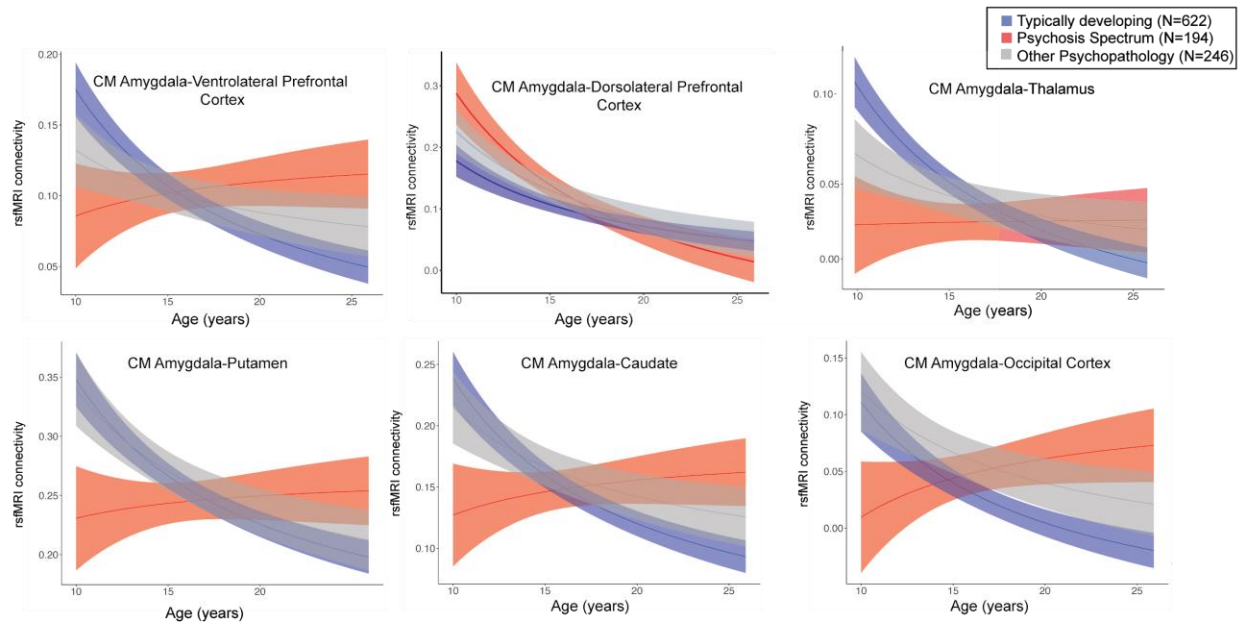 Typically developing (N=622)
Psychosis Spectrum (N=194)
Other Psychopathology (N=246)
CM Amygdala-Ventrolateral Prefrontal
Cortex
rsfMRI connectivity
0.20
0.15
0.10
0.05
10
15
20
25
Age (years)
CM Amygdala-Dorsolateral Prefrontal
Cortex
rsfMRI connectivity
0.3
0.2
0.1
0.0
10
15
20
25
Age (years)
CM Amygdala-Thalamus
rsfMRI connectivity
0.10
0.05
0.00
10
15
20
25
Age (years)
CM Amygdala-Putamen
rsfMRI connectivity
0.35
0.30
0.25
0.20
10
15
20
25
Age (years)
CM Amygdala-Caudate
rsfMRI connectivity
0.25
0.20
0.15
0.10
10
15
20
25
Age (years)
CM Amygdala-Occipital Cortex
rsfMRI connectivity
0.15
0.10
0.05
0.00
10
15
20
25
Age (years)